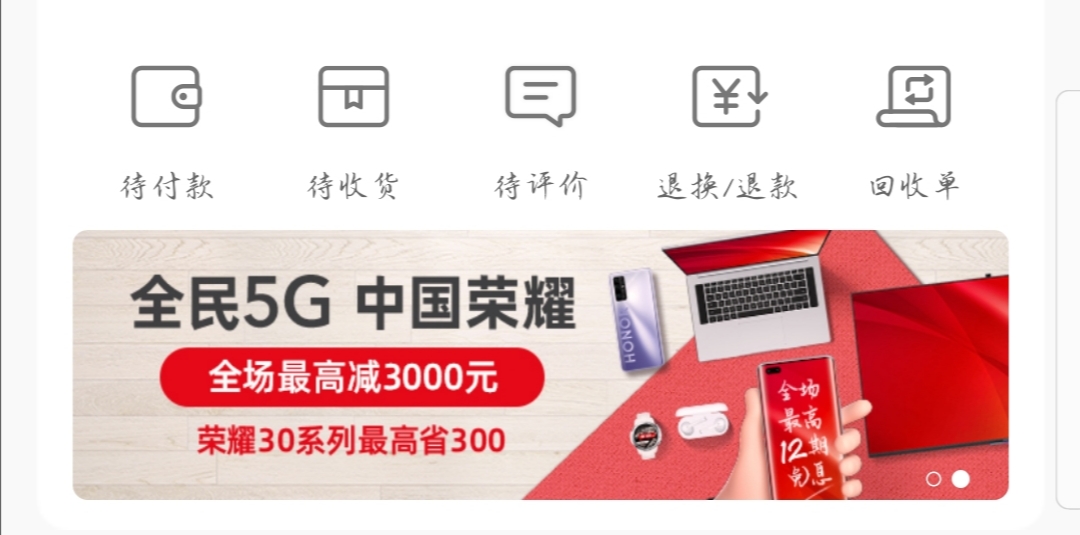 待付款
待收货
待评价
退换/退款
回收单
全民5G 中国荣耀
全场最高减3000元
荣耀30系列最高省300
HONOR
全场
最高
12期
免息